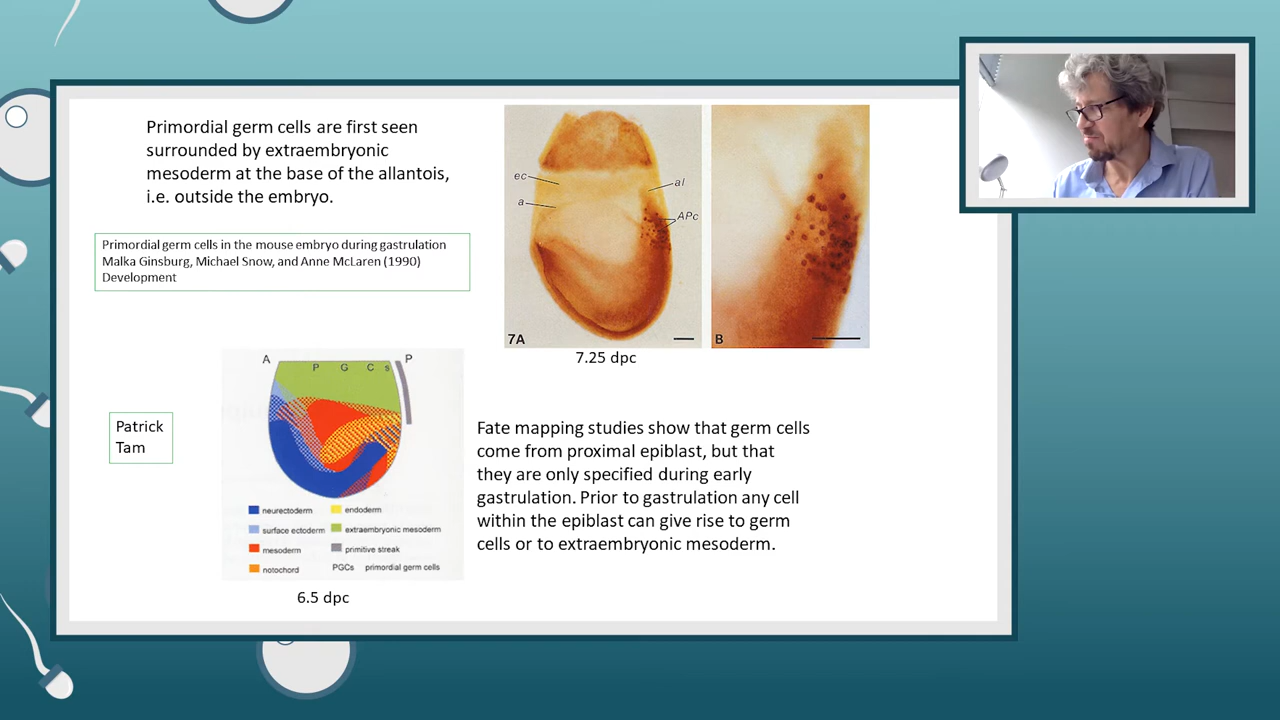 Primordial germ cells are first seen
surrounded by extraembryonic
mesoderm at the base of the allantois,
i.e. outside the embryo.
Primordial germ cells in the mouse embryo during gastrulation
Malka Ginsburg, Michael Snow, and Anne McLaren (1990)
Development
ec
a
al
APc
7A
B
7.25 dpc
A
P G C s
P
Patrick
Tam
neurectoderm
surface ectoderm
mesoderm
notochord
endoderm
extraembryonic mesoderm
primitive streak
PGCs primordial germ cells
6.5 dpc
Fate mapping studies show that germ cells
come from proximal epiblast, but that
they are only specified during early
gastrulation. Prior to gastrulation any cell
within the epiblast can give rise to germ
cells or to extraembryonic mesoderm.